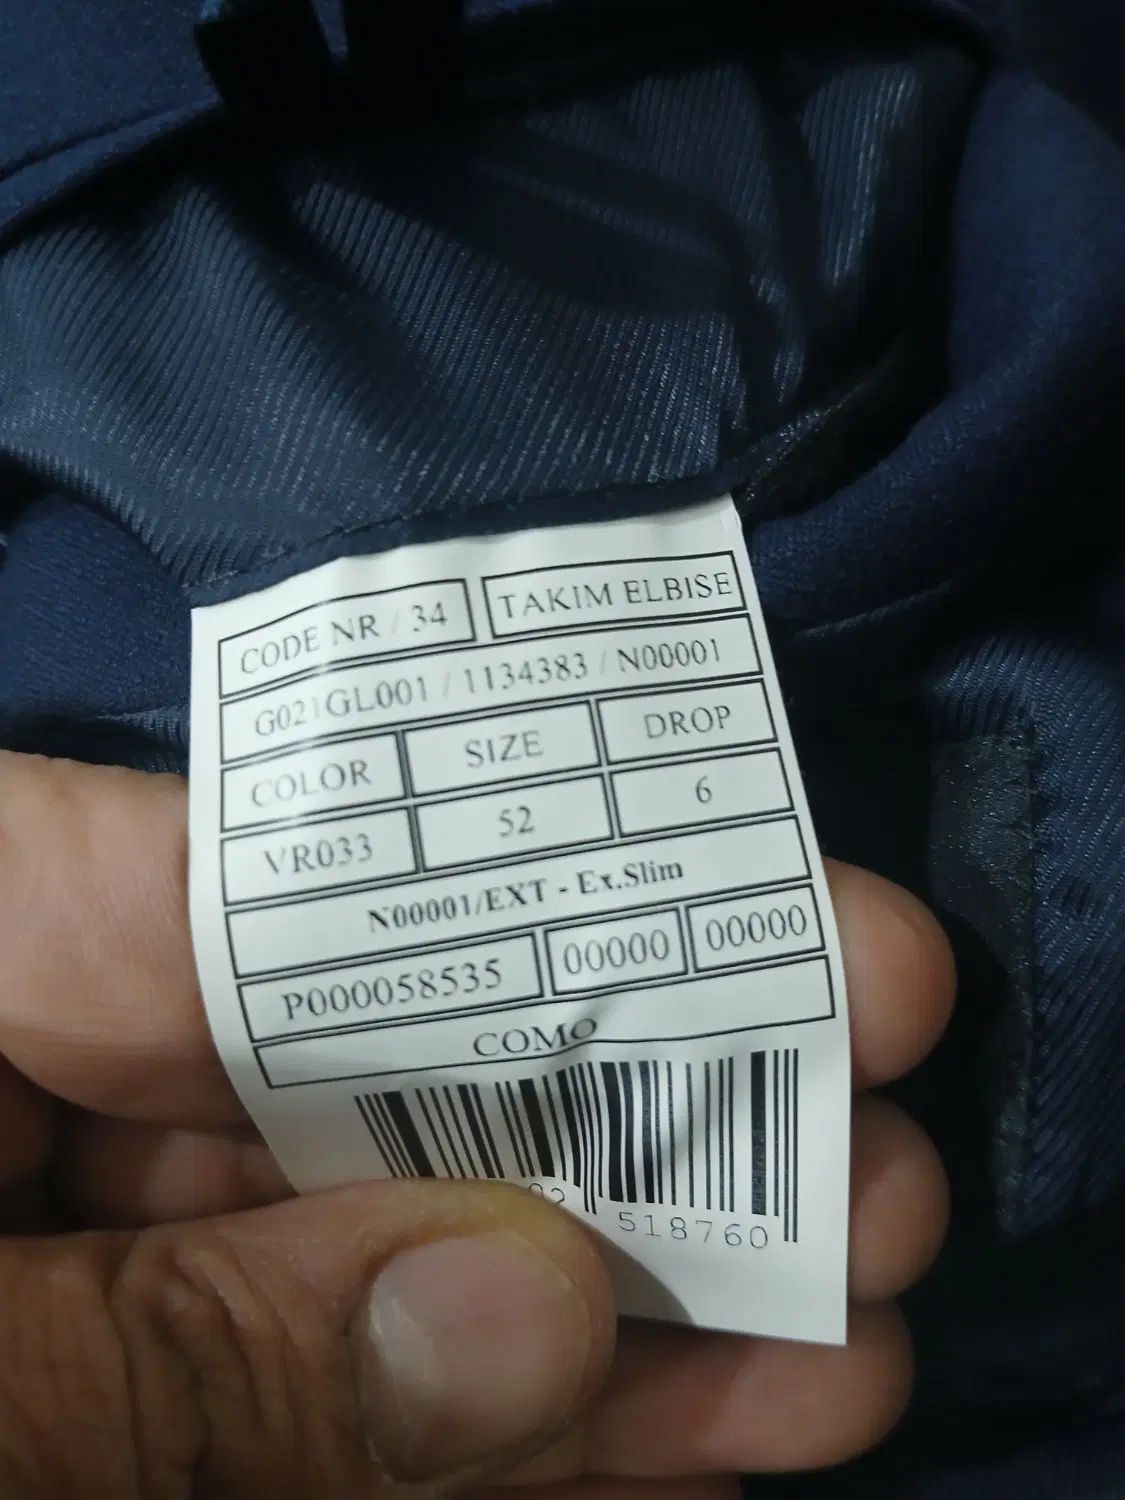 CODE NR / 34 TAKIM ELBISE
G021GL001 / 1134383 / N00001
COLOR SIZE DROP
VR033 52 6
N00001/EXT - Ex.Slim
P000058535 00000 00000
COMO
02 518760